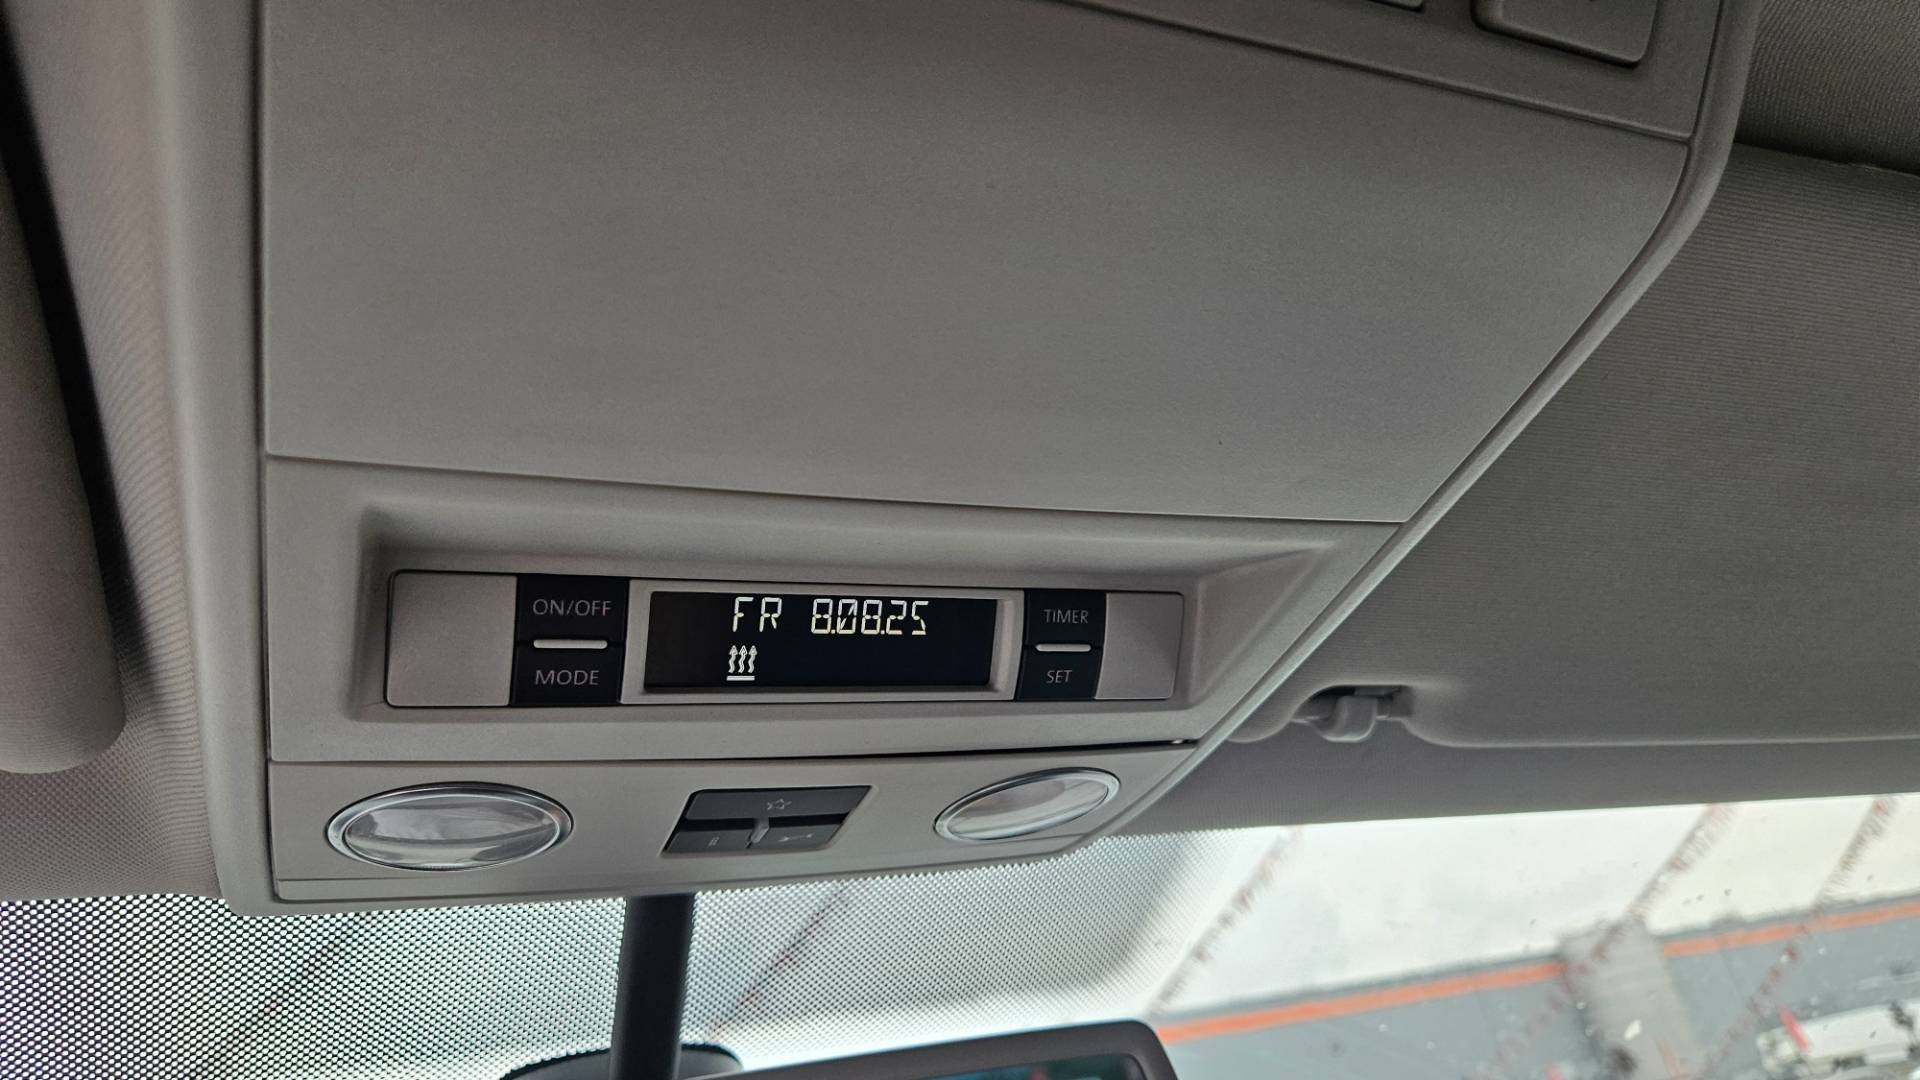 ON/OFF
MODE
FR 8.08.25
TIMER
SET